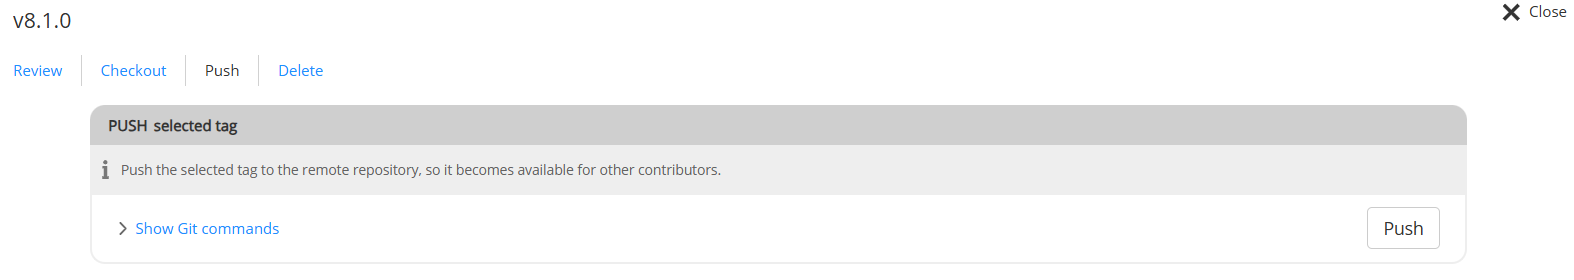 v8.1.0
Close
Review
Checkout
Push
Delete
PUSH selected tag
Push the selected tag to the remote repository, so it becomes available for other contributors.
Show Git commands
Push